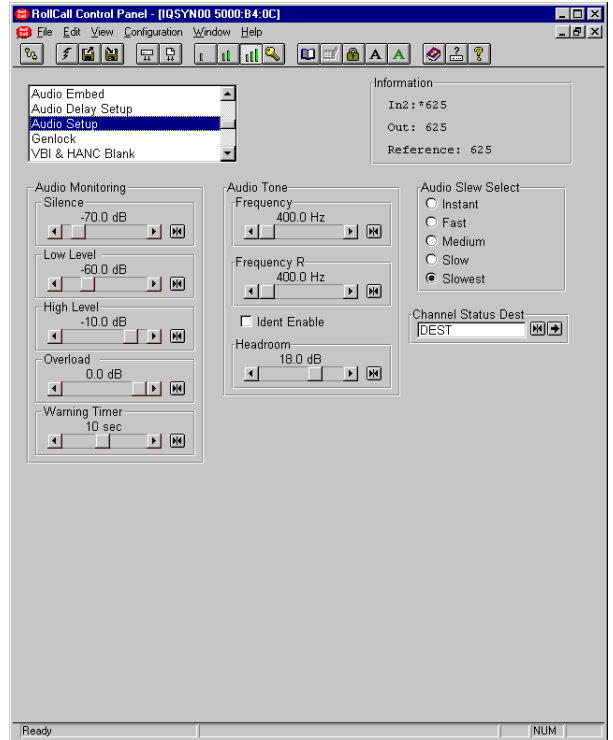 RollCall Control Panel - [IQSYN00 5000:B4:0C]
File Edit View Configuration Window Help
A A
Audio Embed
Audio Delay Setup
Audio Setup
Genlock
VBI & HANC Blank
Information
In2:*625
Out: 625
Reference: 625
Audio Monitoring
Silence
-70.0 dB
Low Level
-60.0 dB
High Level
-10.0 dB
Overload
0.0 dB
Warning Timer
10 sec
Audio Tone
Frequency
400.0 Hz
Frequency R
400.0 Hz
Ident Enable
Headroom
18.0 dB
Audio Slew Select
Instant
Fast
Medium
Slow
Slowest
Channel Status Dest
DEST
Ready
NUM